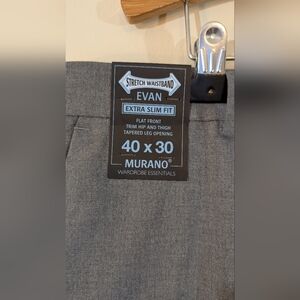 STRETCH WAISTBAND
EVAN
EXTRA SLIM FIT
FLAT FRONT
TRIM HIP AND THIGH
TAPERED LEG OPENING
40 x 30
MURANO®
WARDROBE ESSENTIALS